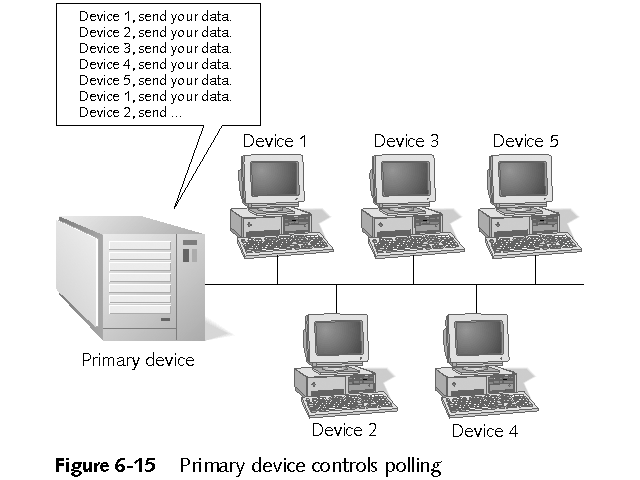 Device 1, send your data.
Device 2, send your data.
Device 3, send your data.
Device 4, send your data.
Device 5, send your data.
Device 1, send your data.
Device 2, send ...
Device 1
Device 3
Device 5
Primary device
Device 2
Device 4
Figure 6-15 Primary device controls polling